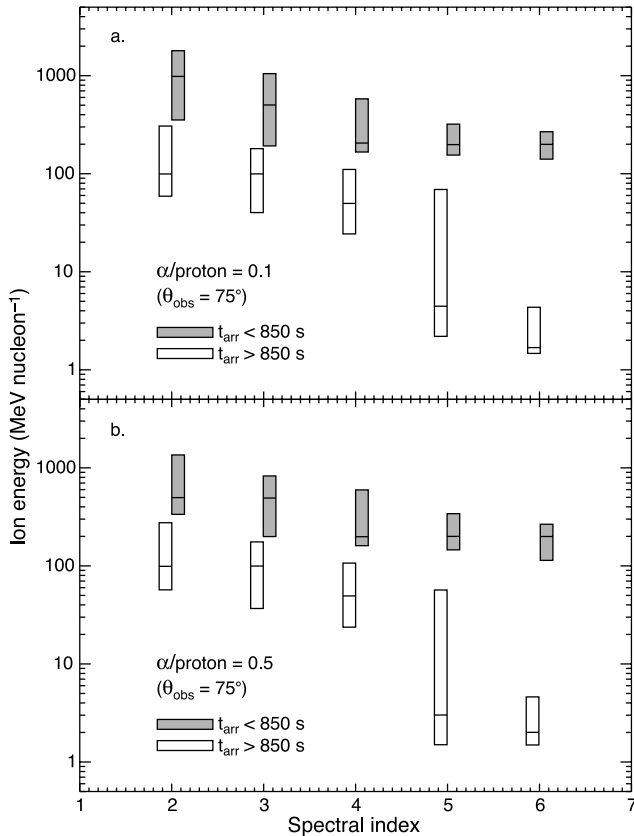 a.
1000
100
10
1
α/proton = 0.1
(θobs = 75°)
tarr < 850 s
tarr > 850 s
Ion energy (MeV nucleon−1)
b.
1000
100
10
1
α/proton = 0.5
(θobs = 75°)
tarr < 850 s
tarr > 850 s
1 2 3 4 5 6 7
Spectral index